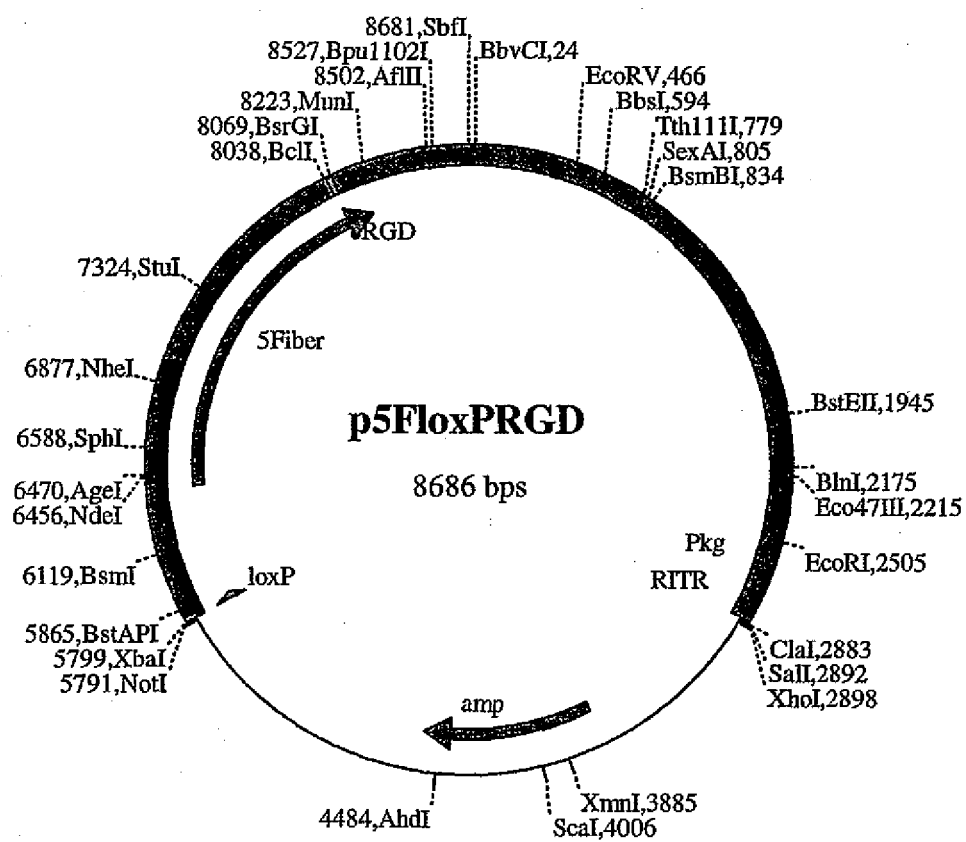 8681,SbfI
BbvCI,24
8527,Bpu1102I
8502,AflII
EcoRV,466
8223,MunI
BbsI,594
8069,BsrGI
Tth111I,779
8038,BclI
SexAI,805
BsmBI,834
cRGD
7324,StuI
5Fiber
6877,NheI
p5FloxPRGD
BstEII,1945
6588,SphI
8686 bps
6470,AgeI
BlnI,2175
6456,NdeI
Eco47III,2215
Pkg
EcoRI,2505
6119,BsmI
loxP
RITR
5865,BstAPI
5799,XbaI
5791,NotI
ClaI,2883
SalI,2892
XhoI,2898
amp
4484,AhdI
XmnI,3885
ScaI,4006